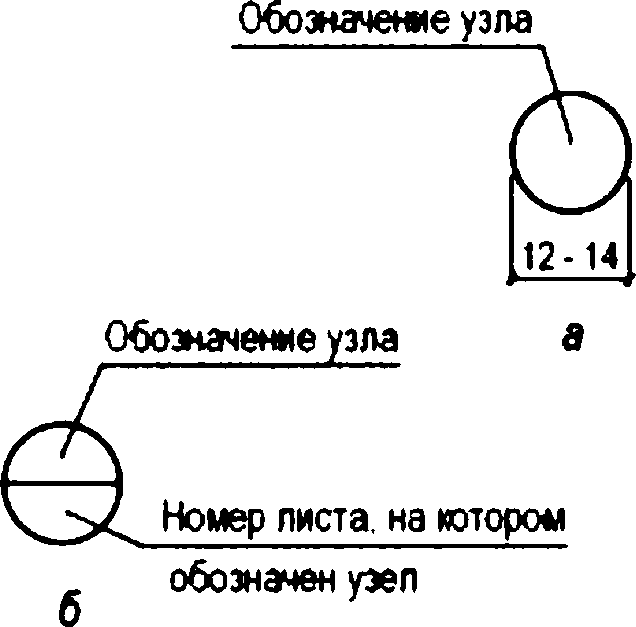 Обозначение узла
12 - 14
а
Обозначение узла
Номер листа, на котором
обозначен узел
б